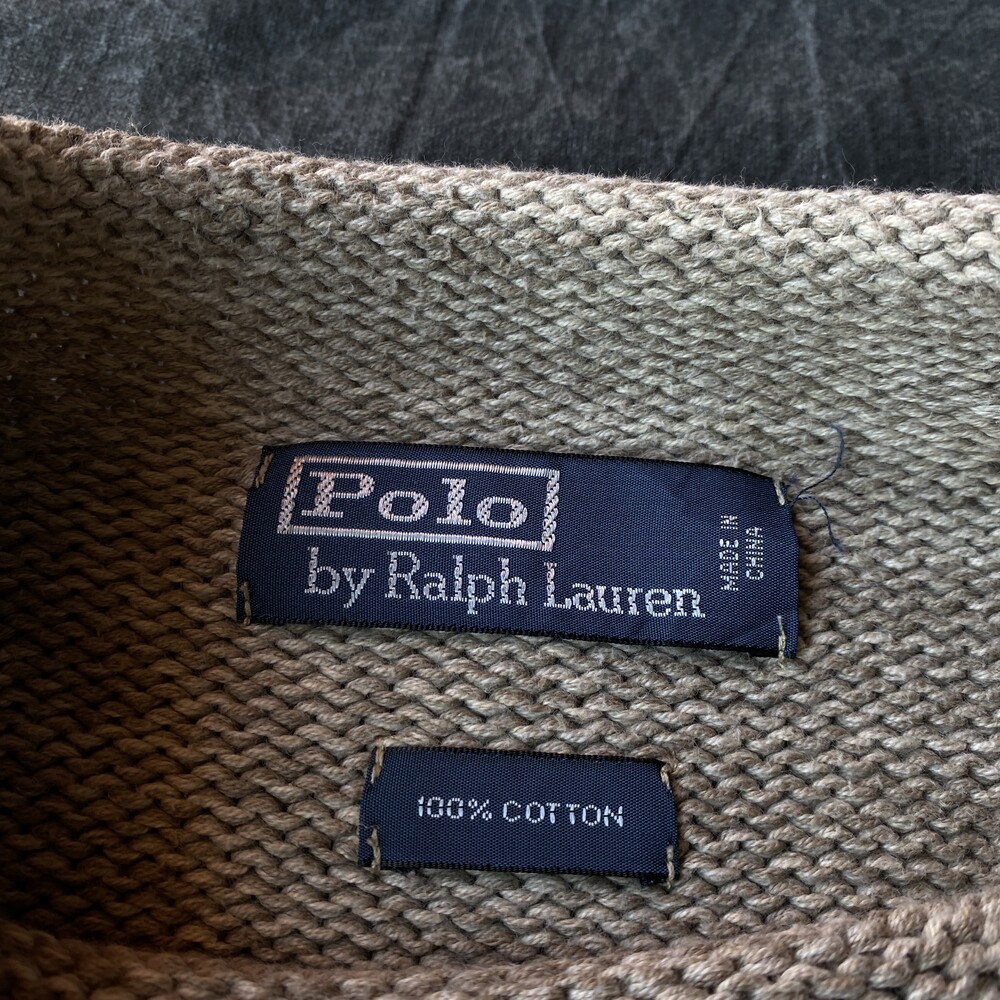 Polo
by Ralph Lauren
MADE IN
CHINA
100% COTTON